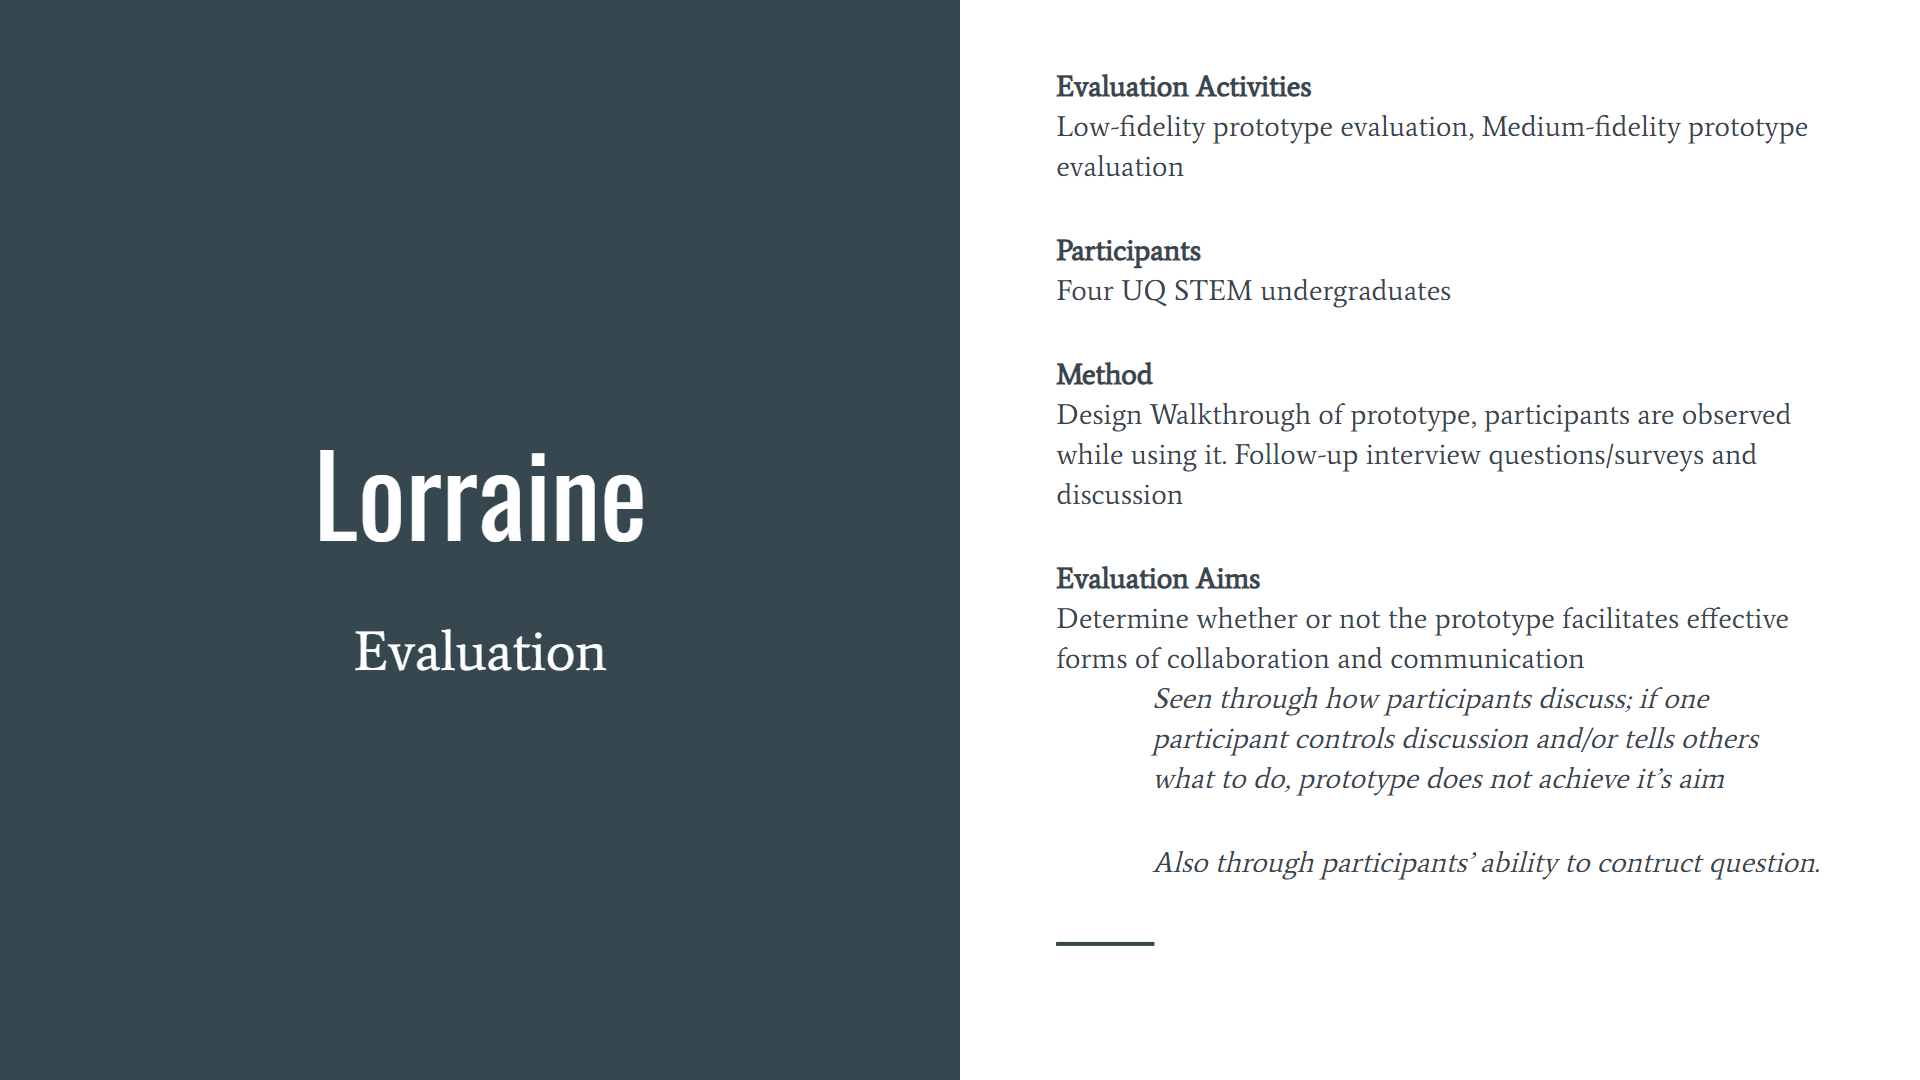 Lorraine
Evaluation
Evaluation Activities
Low-fidelity prototype evaluation, Medium-fidelity prototype
evaluation
Participants
Four UQ STEM undergraduates
Method
Design Walkthrough of prototype, participants are observed
while using it. Follow-up interview questions/surveys and
discussion
Evaluation Aims
Determine whether or not the prototype facilitates effective
forms of collaboration and communication
Seen through how participants discuss; if one
participant controls discussion and/or tells others
what to do, prototype does not achieve it’s aim
Also through participants’ ability to contruct question.